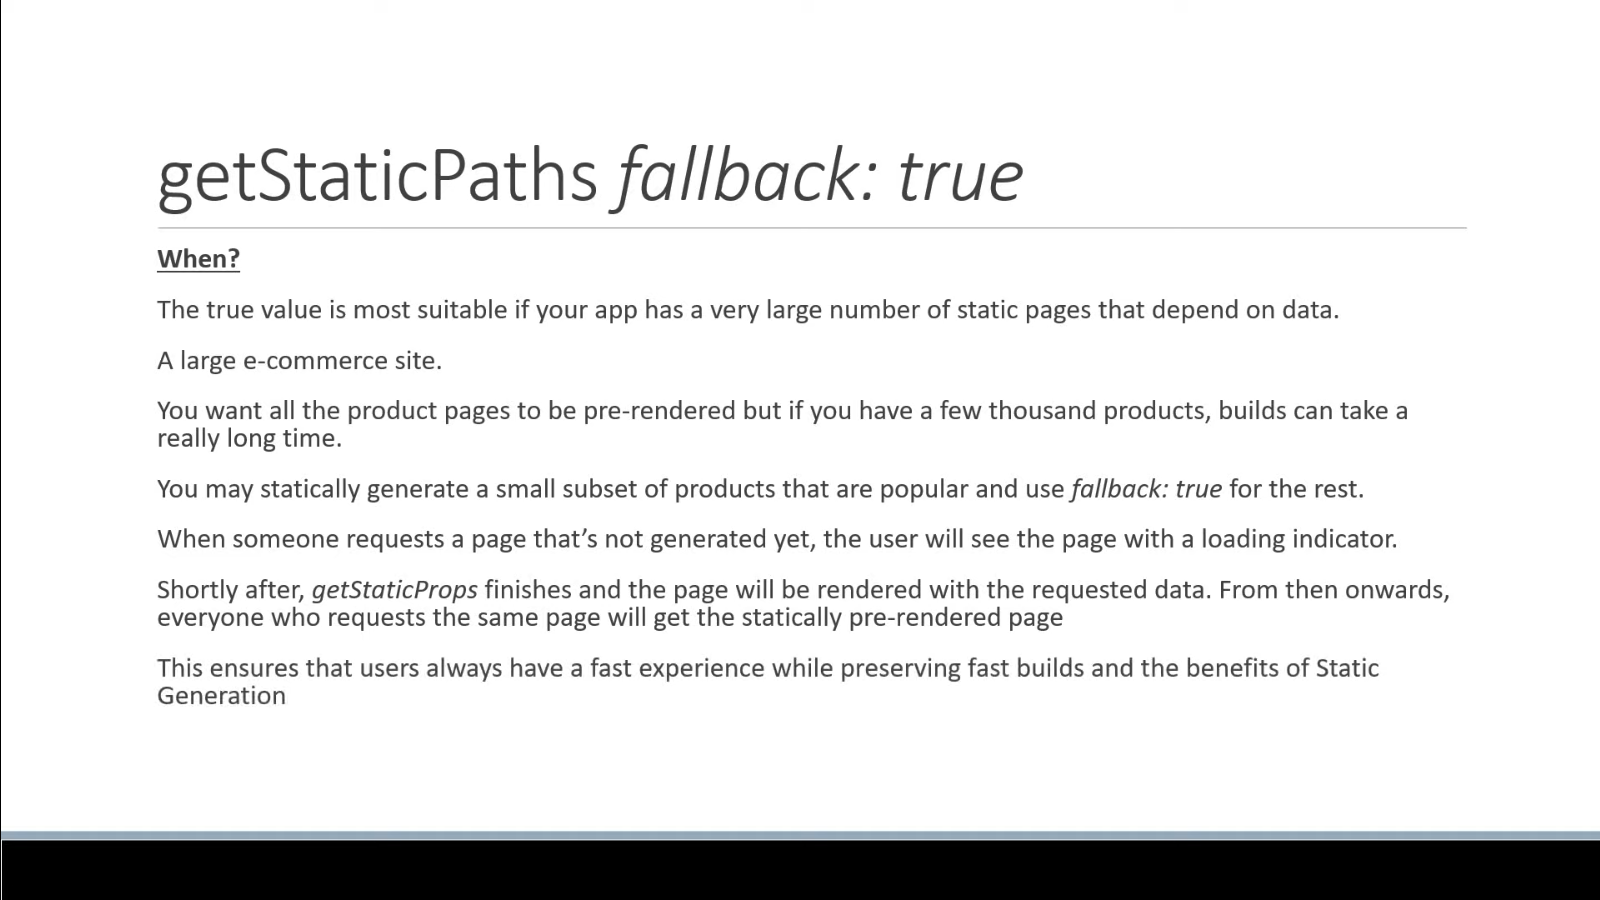 getStaticPaths fallback: true
When?
The true value is most suitable if your app has a very large number of static pages that depend on data.
A large e-commerce site.
You want all the product pages to be pre-rendered but if you have a few thousand products, builds can take a
really long time.
You may statically generate a small subset of products that are popular and use fallback: true for the rest.
When someone requests a page that’s not generated yet, the user will see the page with a loading indicator.
Shortly after, getStaticProps finishes and the page will be rendered with the requested data. From then onwards,
everyone who requests the same page will get the statically pre-rendered page
This ensures that users always have a fast experience while preserving fast builds and the benefits of Static
Generation